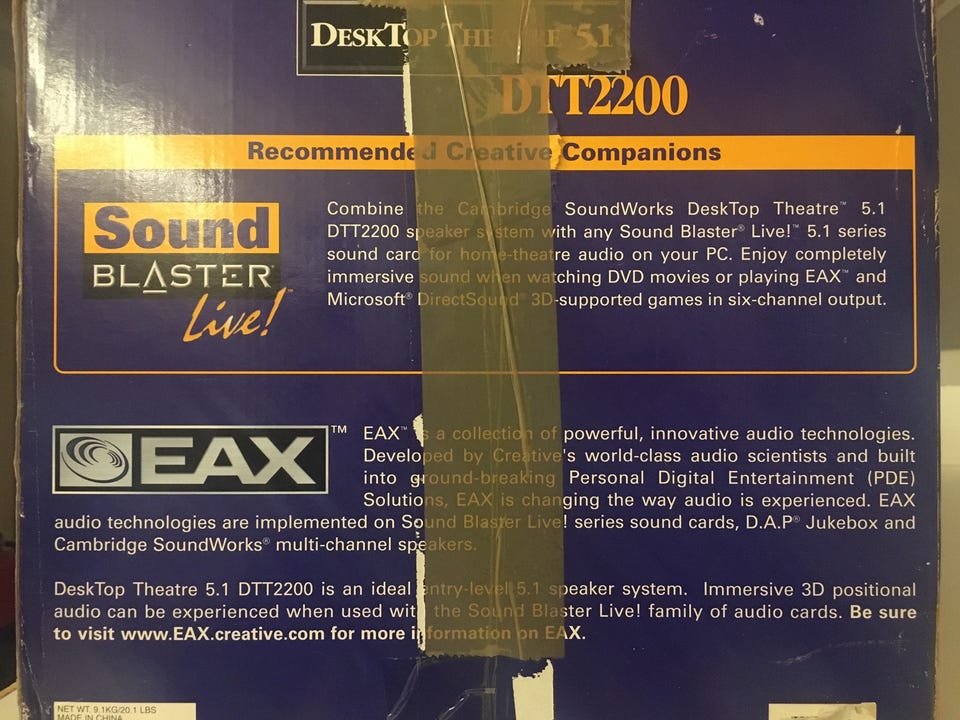 DESKTOP THEATRE 5.1
DTT2200
Recommended Creative Companions
Sound
BLASTER™
Live!
Combine the Cambridge SoundWorks DeskTop Theatre™ 5.1
DTT2200 speaker system with any Sound Blaster® Live!™ 5.1 series
sound card for home-theatre audio on your PC. Enjoy completely
immersive sound when watching DVD movies or playing EAX™ and
Microsoft® DirectSound® 3D-supported games in six-channel output.
EAX™
EAX™ is a collection of powerful, innovative audio technologies.
Developed by Creative's world-class audio scientists and built
into ground-breaking Personal Digital Entertainment (PDE)
Solutions, EAX is changing the way audio is experienced. EAX
audio technologies are implemented on Sound Blaster Live! series sound cards, D.A.P® Jukebox and
Cambridge SoundWorks® multi-channel speakers.
DeskTop Theatre 5.1 DTT2200 is an ideal entry-level 5.1 speaker system. Immersive 3D positional
audio can be experienced when used with the Sound Blaster Live! family of audio cards. Be sure
to visit www.EAX.creative.com for more information on EAX.
NET WT. 9.1KG/20.1 LBS
MADE IN CHINA